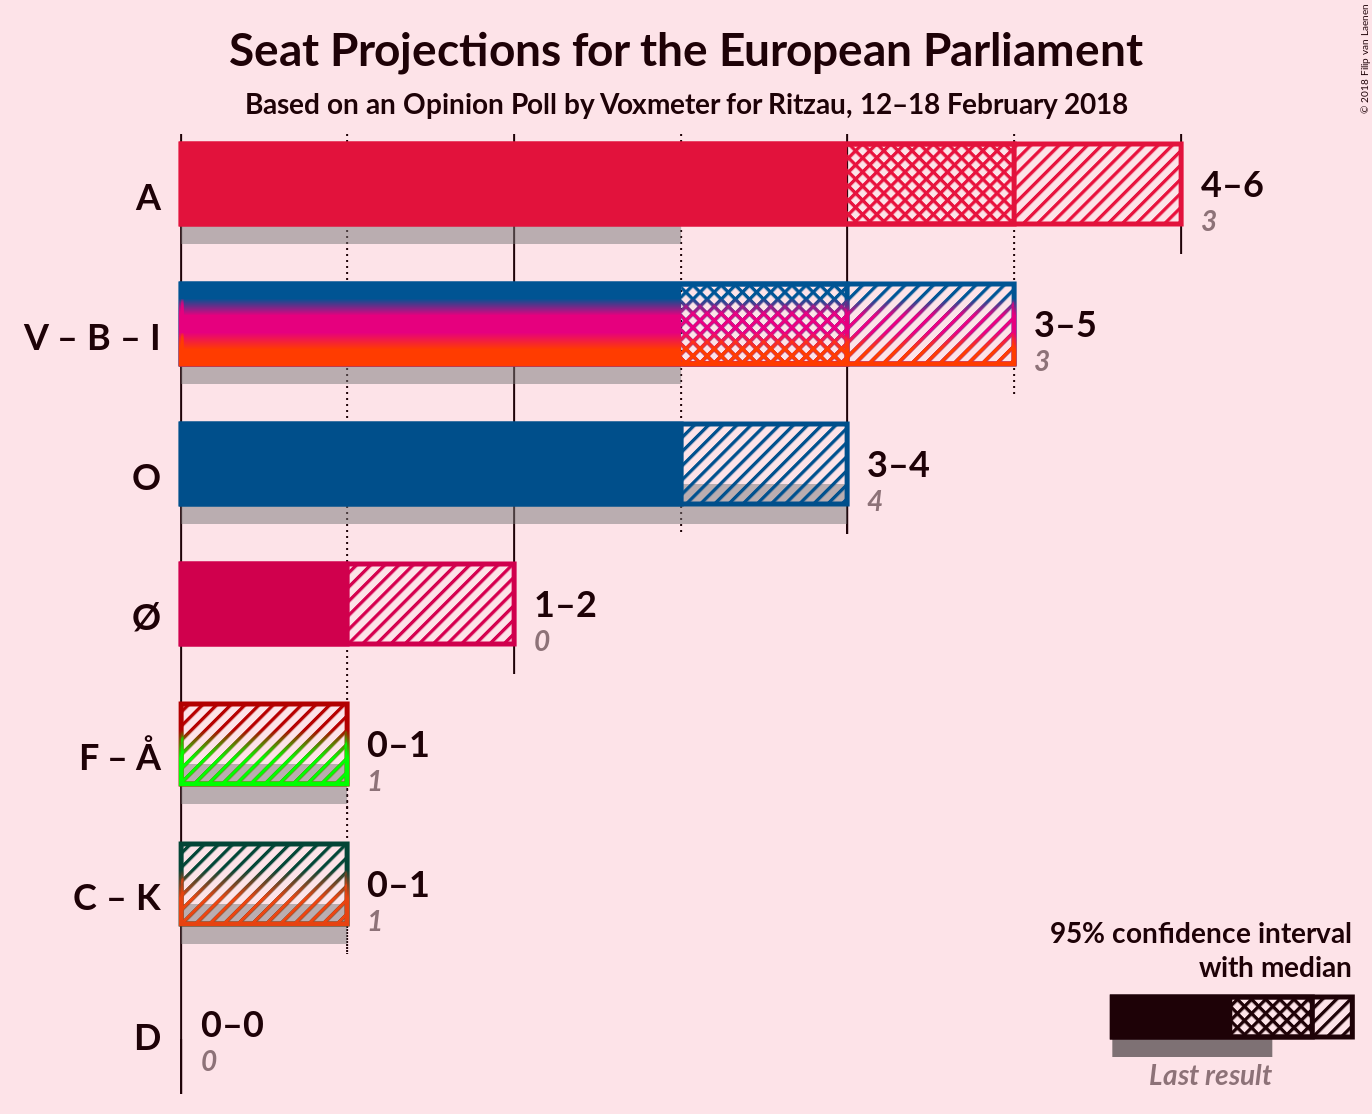 Seat Projections for the European Parliament
Based on an Opinion Poll by Voxmeter for Ritzau, 12–18 February 2018
© 2018 Filip van Laenen
A
4–6
3
V – B – I
3–5
3
O
3–4
4
Ø
1–2
0
F – Å
0–1
1
C – K
0–1
1
D
0–0
0
95% confidence interval
with median
Last result